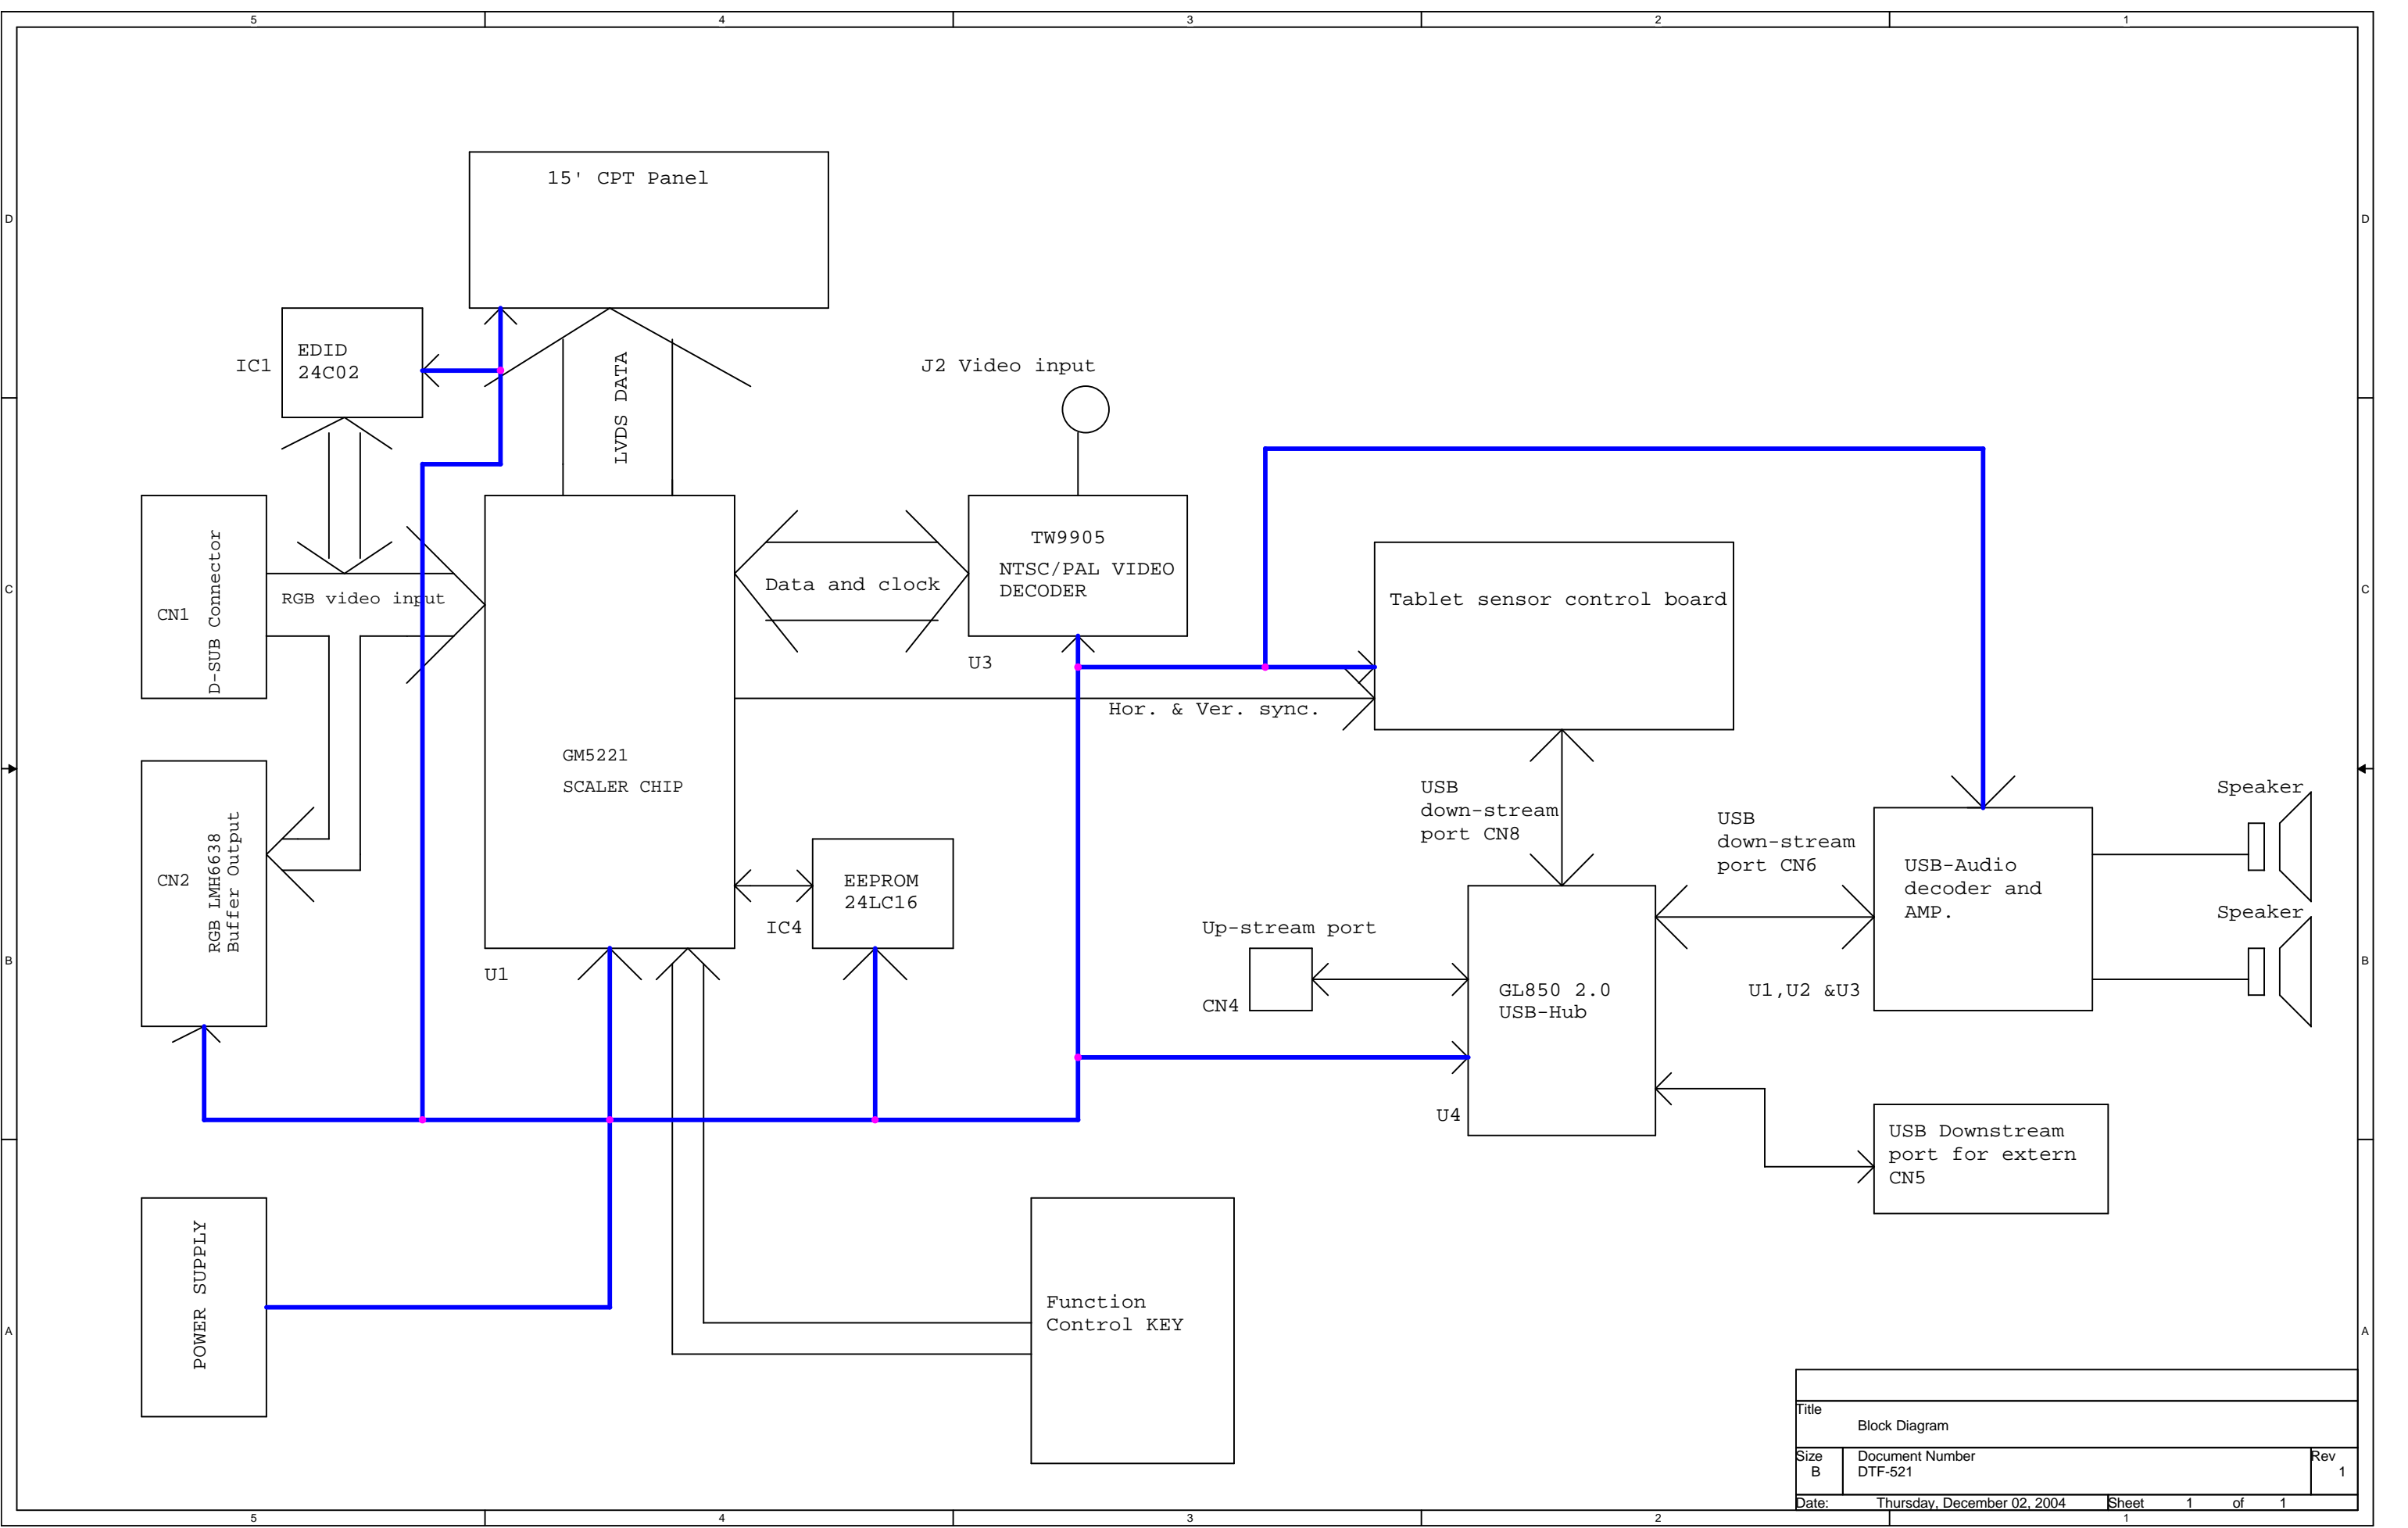 5 4 3 2 1
D
D
15' CPT Panel
IC1
EDID
24C02
LVDS DATA
J2 Video input
C
C
CN1
D-SUB Connector
RGB video input
Data and clock
TW9905
NTSC/PAL VIDEO
DECODER
U3
Tablet sensor control board
Hor. & Ver. sync.
GM5221
SCALER CHIP
U1
CN2
RGB LMH6638
Buffer Output
USB
down-stream
port CN8
USB
down-stream
port CN6
USB-Audio
decoder and
AMP.
Speaker
Speaker
EEPROM
24LC16
IC4
Up-stream port
CN4
B
B
GL850 2.0
USB-Hub
U1,U2 &U3
U4
USB Downstream
port for extern
CN5
POWER SUPPLY
Function
Control KEY
A
A
Title
Block Diagram
Size
B
Document Number
DTF-521
Rev
1
Date: Thursday, December 02, 2004 Sheet 1 of 1
5 4 3 2 1